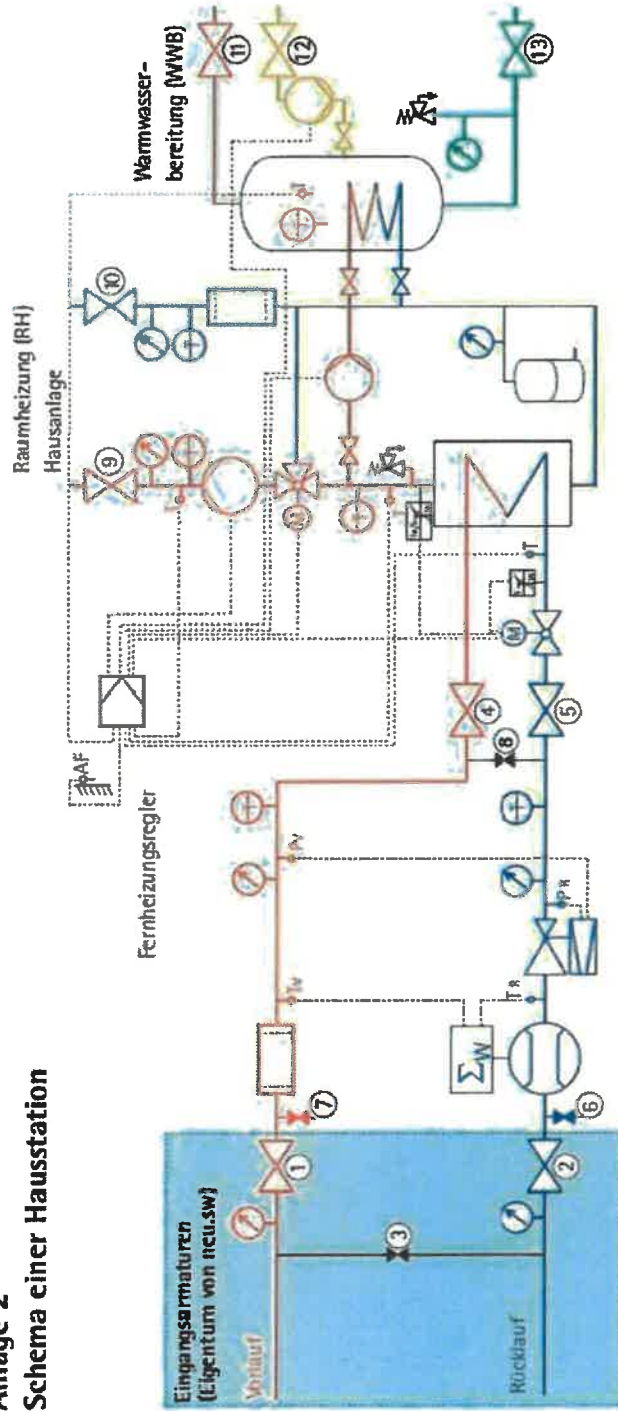 Anlage 2
Schema einer Hausstation
Eingangsarmaturen
(Eigentum von neu.sw)
Vorlauf
Rücklauf
1
2
3
7
6
TV
ΣW
TR
PV
PR
T
8
4
5
Fernheizungsregler
AF
M
T
Raumheizung (RH)
Hausanlage
9
10
T
T
M
T
T
Warmwasser-
bereitung (WWB)
11
12
13